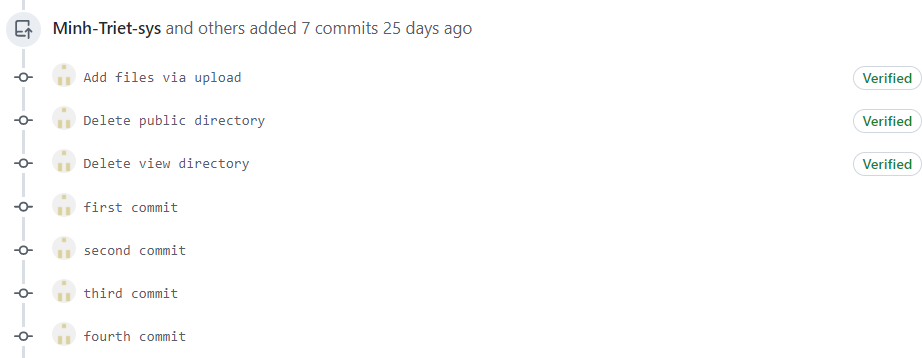 Minh-Triet-sys and others added 7 commits 25 days ago
Add files via upload Verified
Delete public directory Verified
Delete view directory Verified
first commit
second commit
third commit
fourth commit